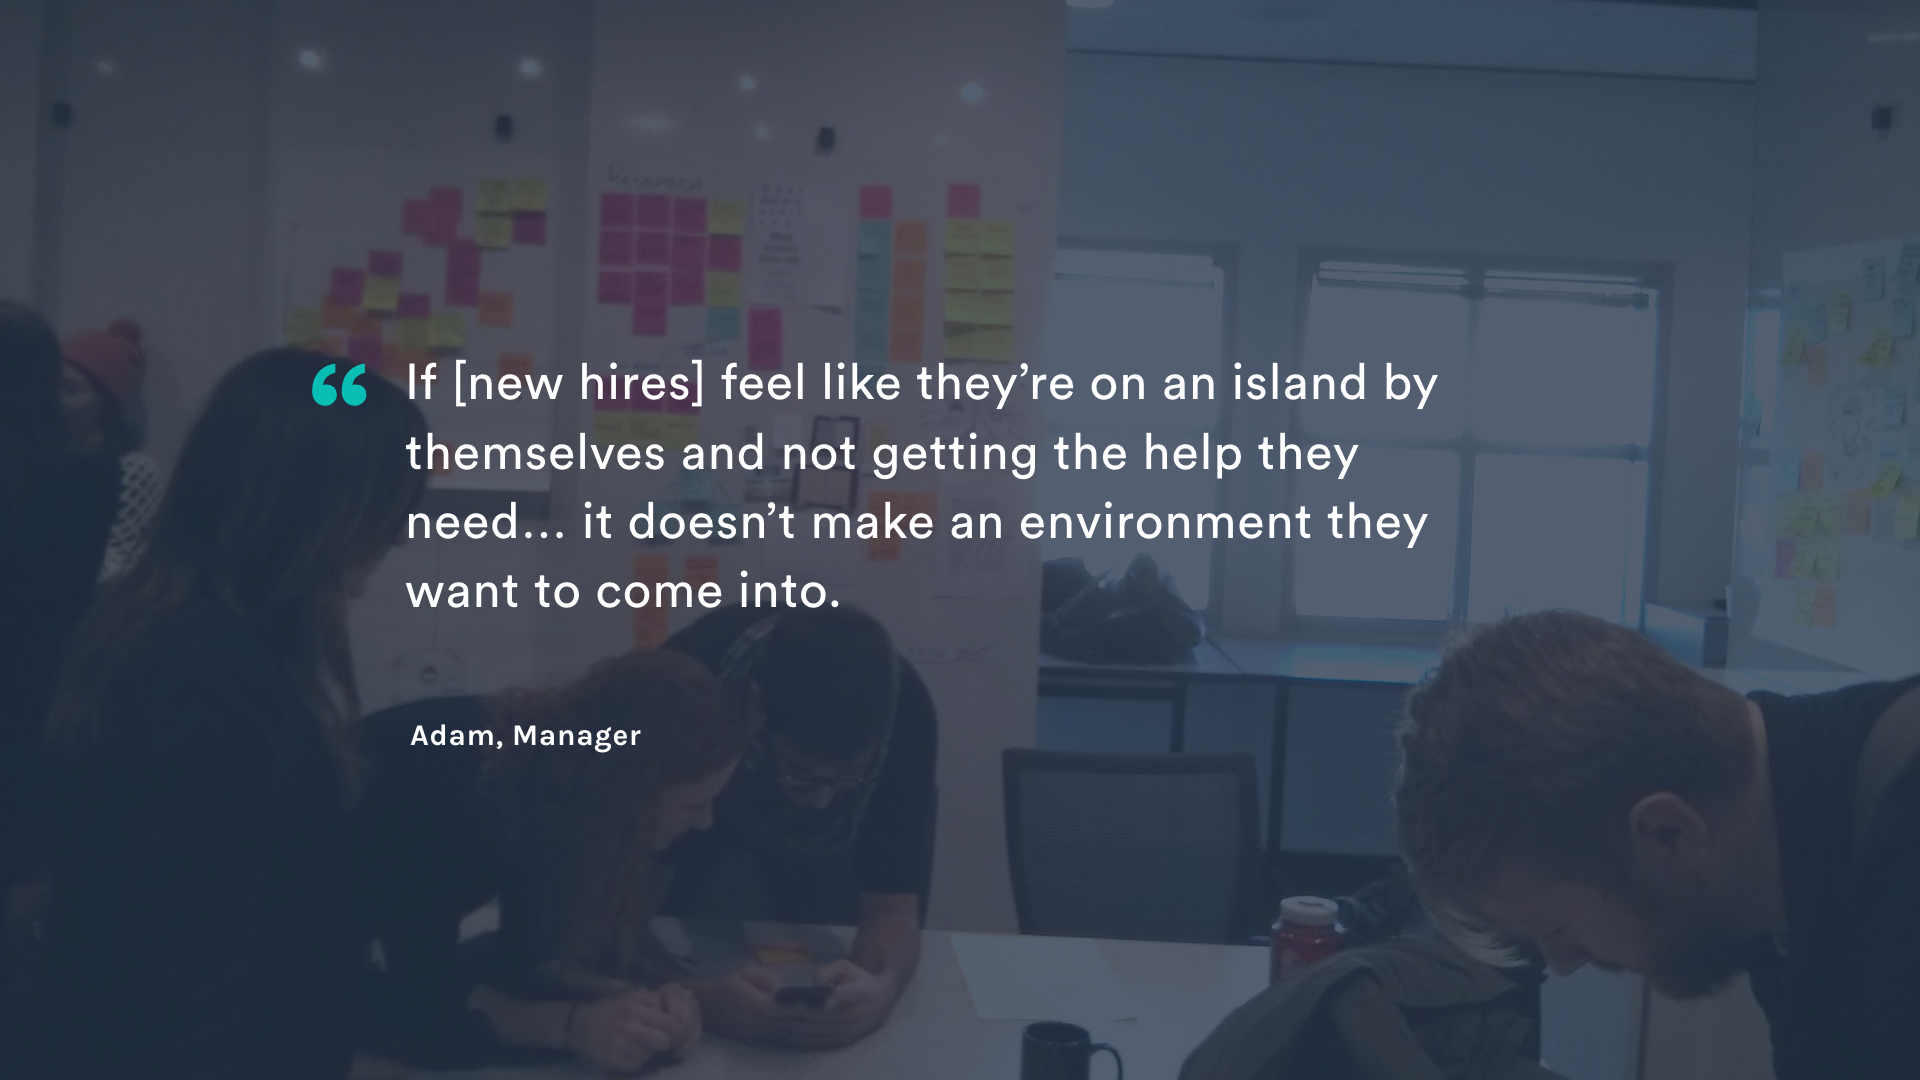 Research
“ If [new hires] feel like they’re on an island by
themselves and not getting the help they
need... it doesn’t make an environment they
want to come into.
Adam, Manager